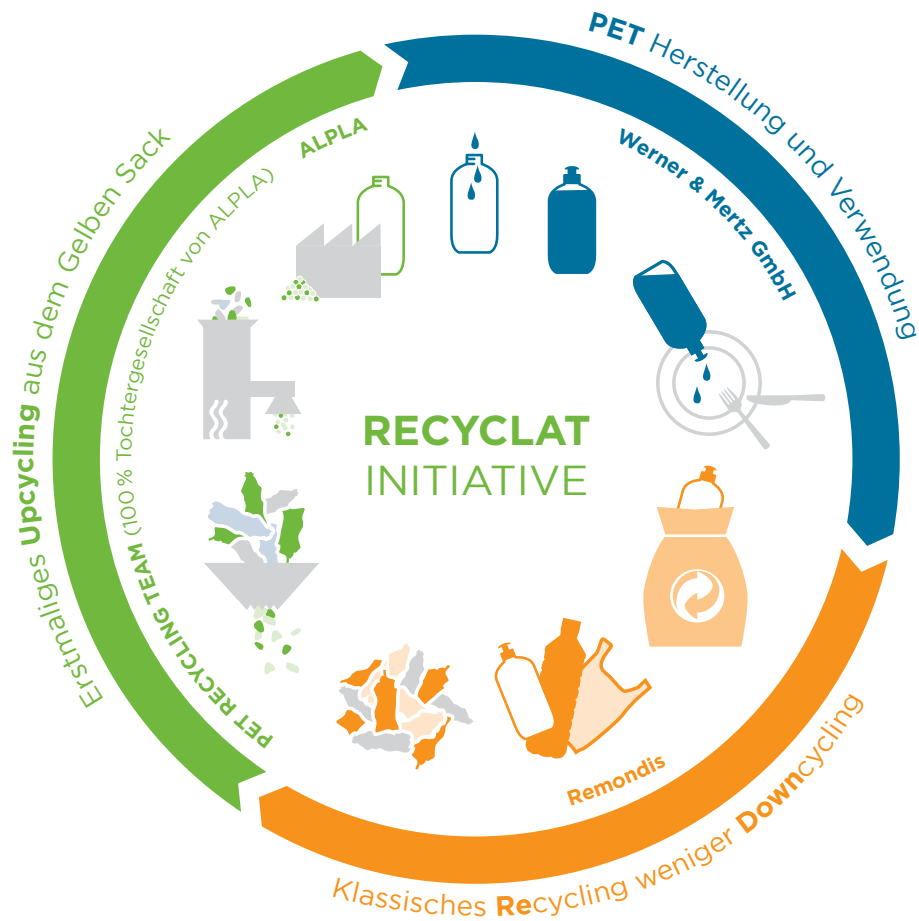 PET Herstellung und Verwendung
Werner & Mertz GmbH
ALPLA
PET RECYCLING TEAM (100 % Tochtergesellschaft von ALPLA)
Erstmaliges Upcycling aus dem Gelben Sack
RECYCLAT
INITIATIVE
Remondis
Klassisches Recycling weniger Downcycling